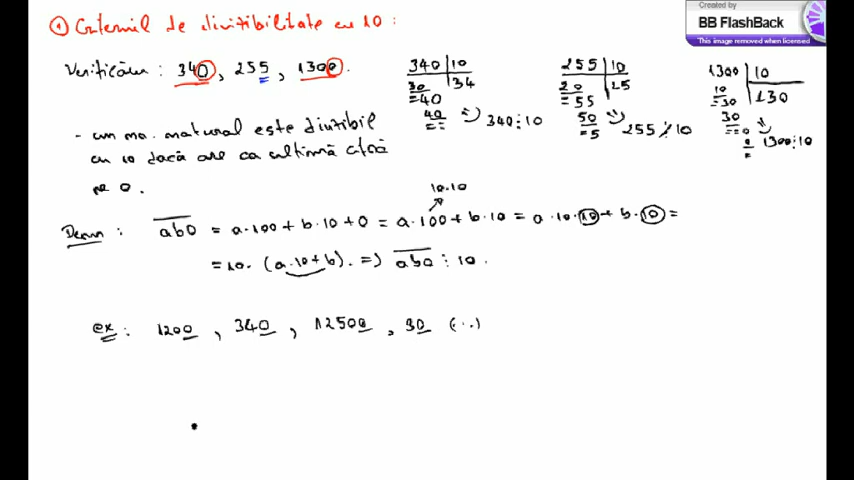 Created by
BB FlashBack
This image removed when licensed
① Criteriul de divizibilitate cu 10 :
Verificăm : 340, 255, 1300.
340 | 10
30 | 34
=40
40
==
=> 340⋮10
255 | 10
20 | 25
=55
50
=5
=> 255 ⋮̸ 10
1300 | 10
10 | 130
=30
30
==0
0
=
=> 1300⋮10
- un nr. natural este divizibil
cu 10 dacă are ca ultimă cifră
pe 0.
10.10
Dem : ab0 = a·100 + b·10 + 0 = a·100 + b·10 = a·10·10 + b·10 =
= 10·(a·10+b). => ab0 ⋮ 10.
ex : 1200, 340, 12500, 30 (...)